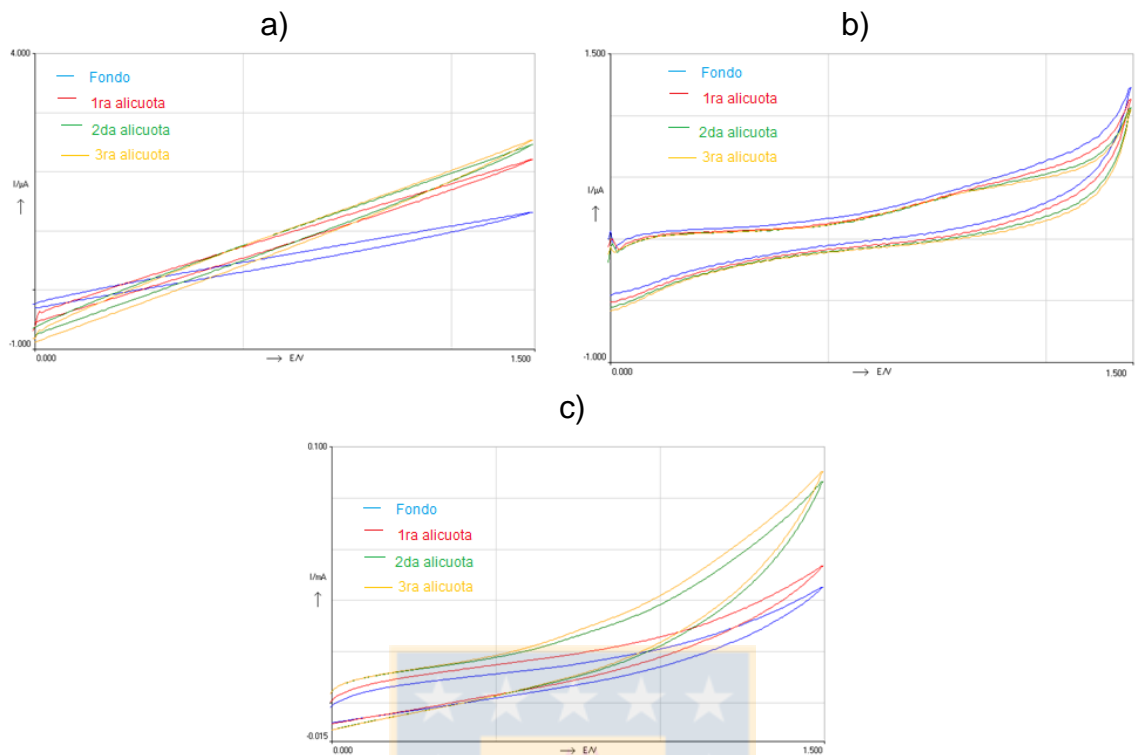 a)
4.000
Fondo
1ra alicuota
2da alicuota
3ra alicuota
I/µA
-1.000
0.000
E/V
1.500
b)
1.500
Fondo
1ra alicuota
2da alicuota
3ra alicuota
I/µA
-1.000
0.000
E/V
1.500
c)
0.100
Fondo
1ra alicuota
2da alicuota
3ra alicuota
I/mA
-0.015
0.000
E/V
1.500